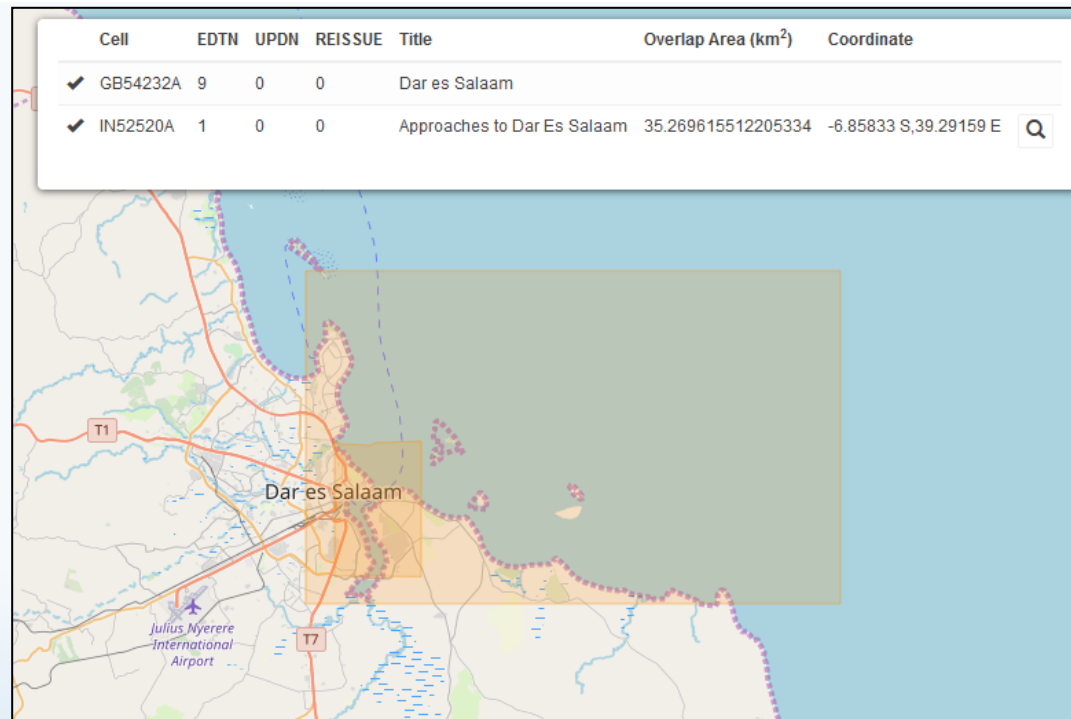 Cell EDTN UPDN REISSUE Title Overlap Area (km²) Coordinate
GB54232A 9 0 0 Dar es Salaam
IN52520A 1 0 0 Approaches to Dar Es Salaam 35.269615512205334 -6.85833 S,39.29159 E
T1
Dar es Salaam
Julius Nyerere
International
Airport
T7